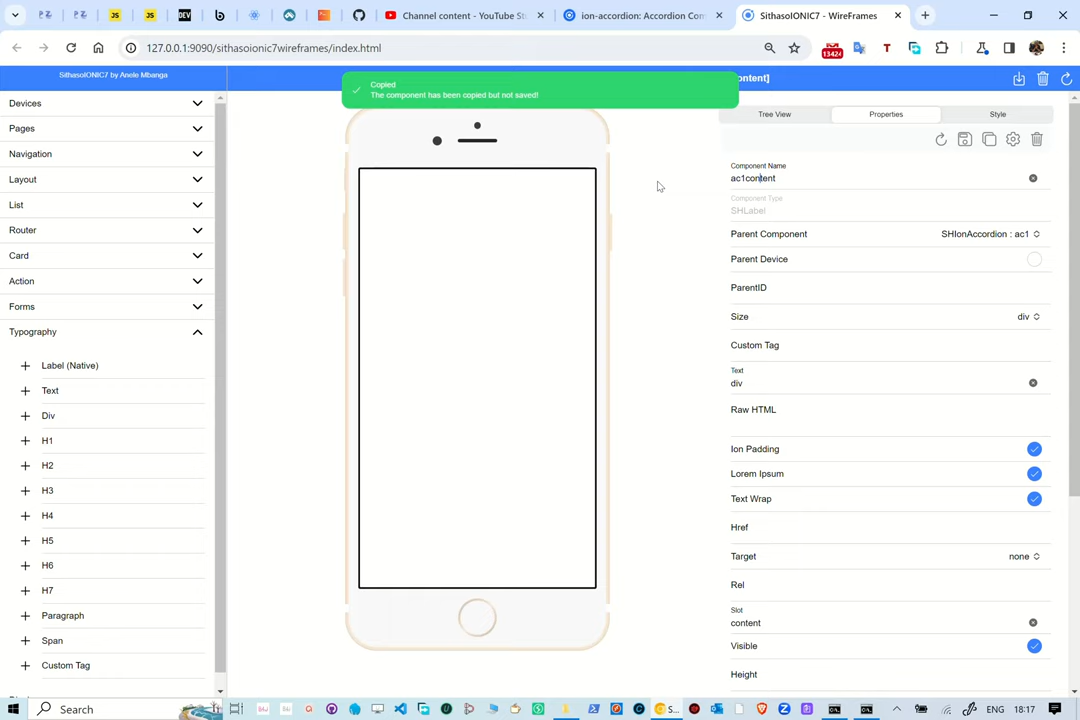 Channel content - YouTube St
ion-accordion: Accordion Com
SithasoIONIC7 - WireFrames
127.0.0.1:9090/sithasoionic7wireframes/index.html
13424
SithasoIONIC7 by Anele Mbanga
ontent]
Copied
The component has been copied but not saved!
Devices
Pages
Navigation
Layout
List
Router
Card
Action
Forms
Typography
Label (Native)
Text
Div
H1
H2
H3
H4
H5
H6
H7
Paragraph
Span
Custom Tag
Tree View
Properties
Style
Component Name
ac1content
Component Type
SHLabel
Parent Component
SHIonAccordion : ac1
Parent Device
ParentID
Size
div
Custom Tag
Text
div
Raw HTML
Ion Padding
Lorem Ipsum
Text Wrap
Href
Target
none
Rel
Slot
content
Visible
Height
Search
S...
ENG
18:17